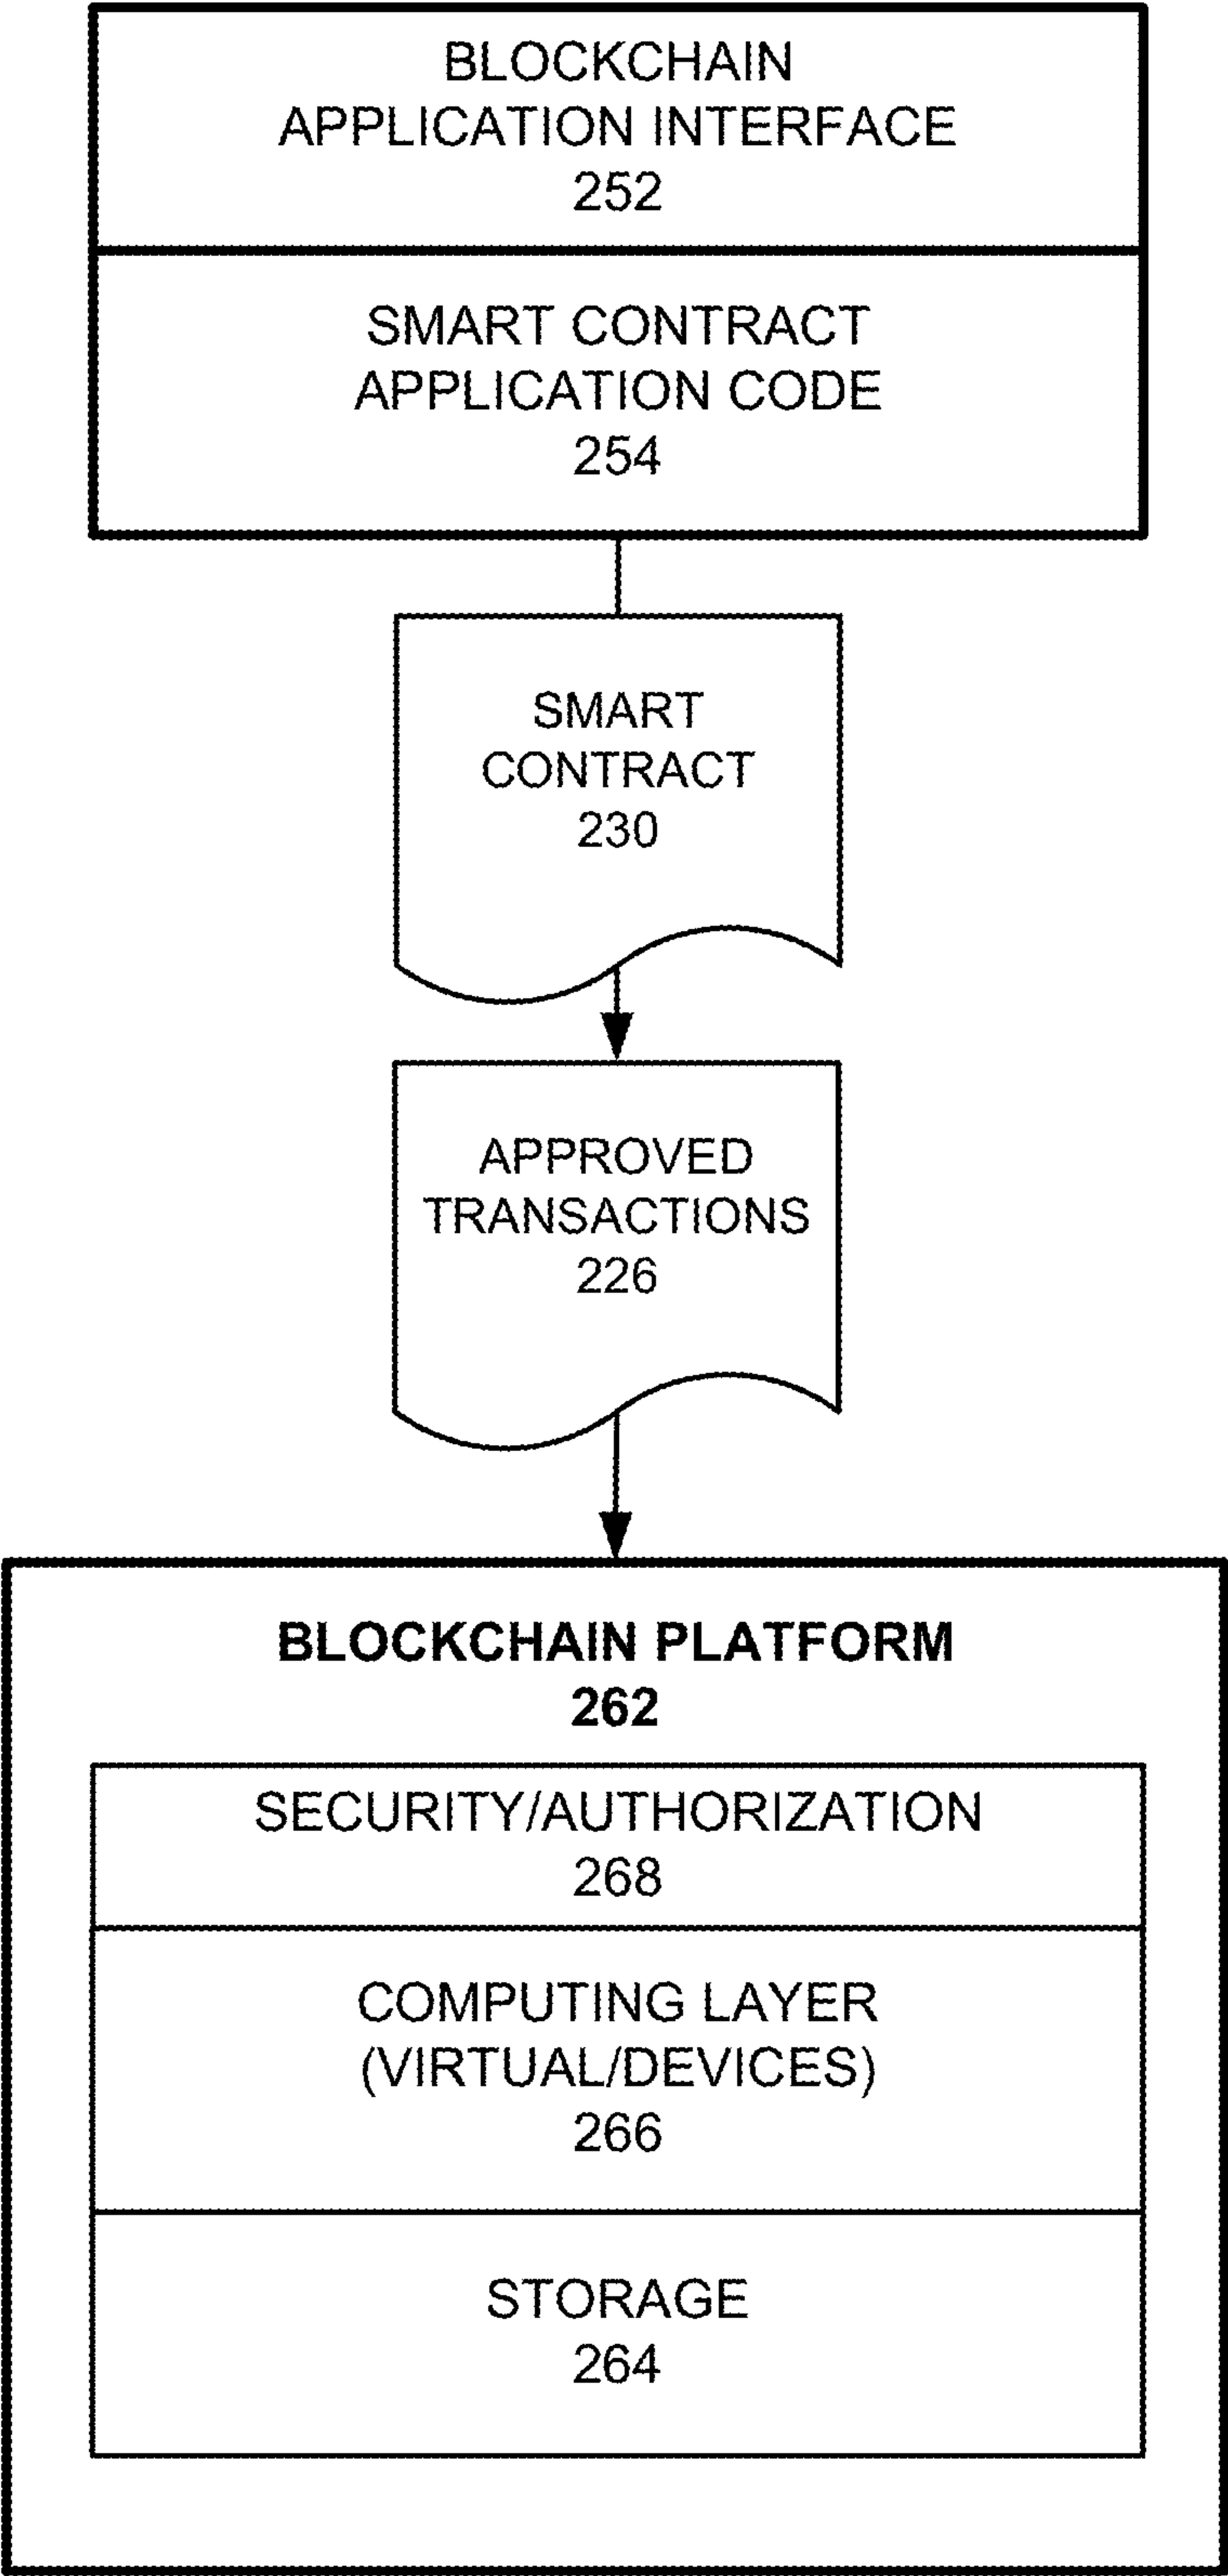 BLOCKCHAIN
APPLICATION INTERFACE
252
SMART CONTRACT
APPLICATION CODE
254
SMART
CONTRACT
230
APPROVED
TRANSACTIONS
226
BLOCKCHAIN PLATFORM
262
SECURITY/AUTHORIZATION
268
COMPUTING LAYER
(VIRTUAL/DEVICES)
266
STORAGE
264